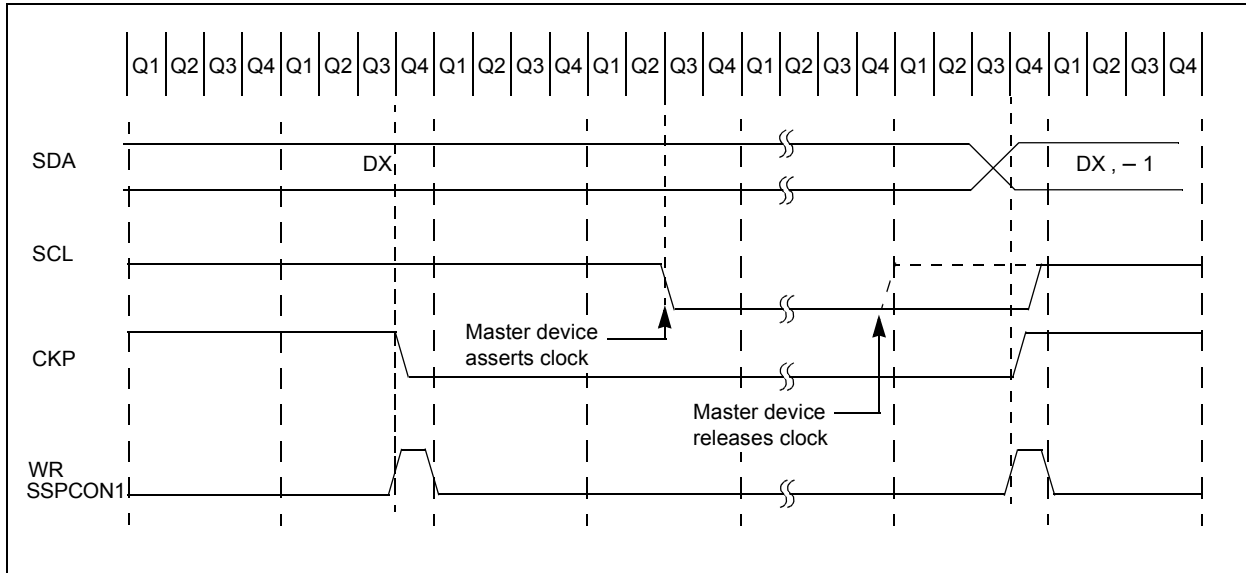 Q1 Q2 Q3 Q4 Q1 Q2 Q3 Q4 Q1 Q2 Q3 Q4 Q1 Q2 Q3 Q4 Q1 Q2 Q3 Q4 Q1 Q2 Q3 Q4 Q1 Q2 Q3 Q4
SDA
DX
DX , – 1
SCL
Master device
asserts clock
CKP
Master device
releases clock
WR
SSPCON1